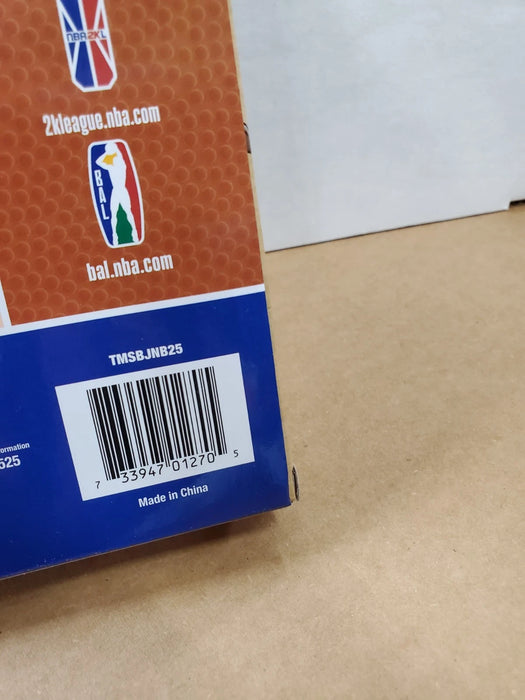 NBA2KL
2kleague.nba.com
BAL
bal.nba.com
TMSBJNB25
ormation
525
7 33947 01270 5
Made in China